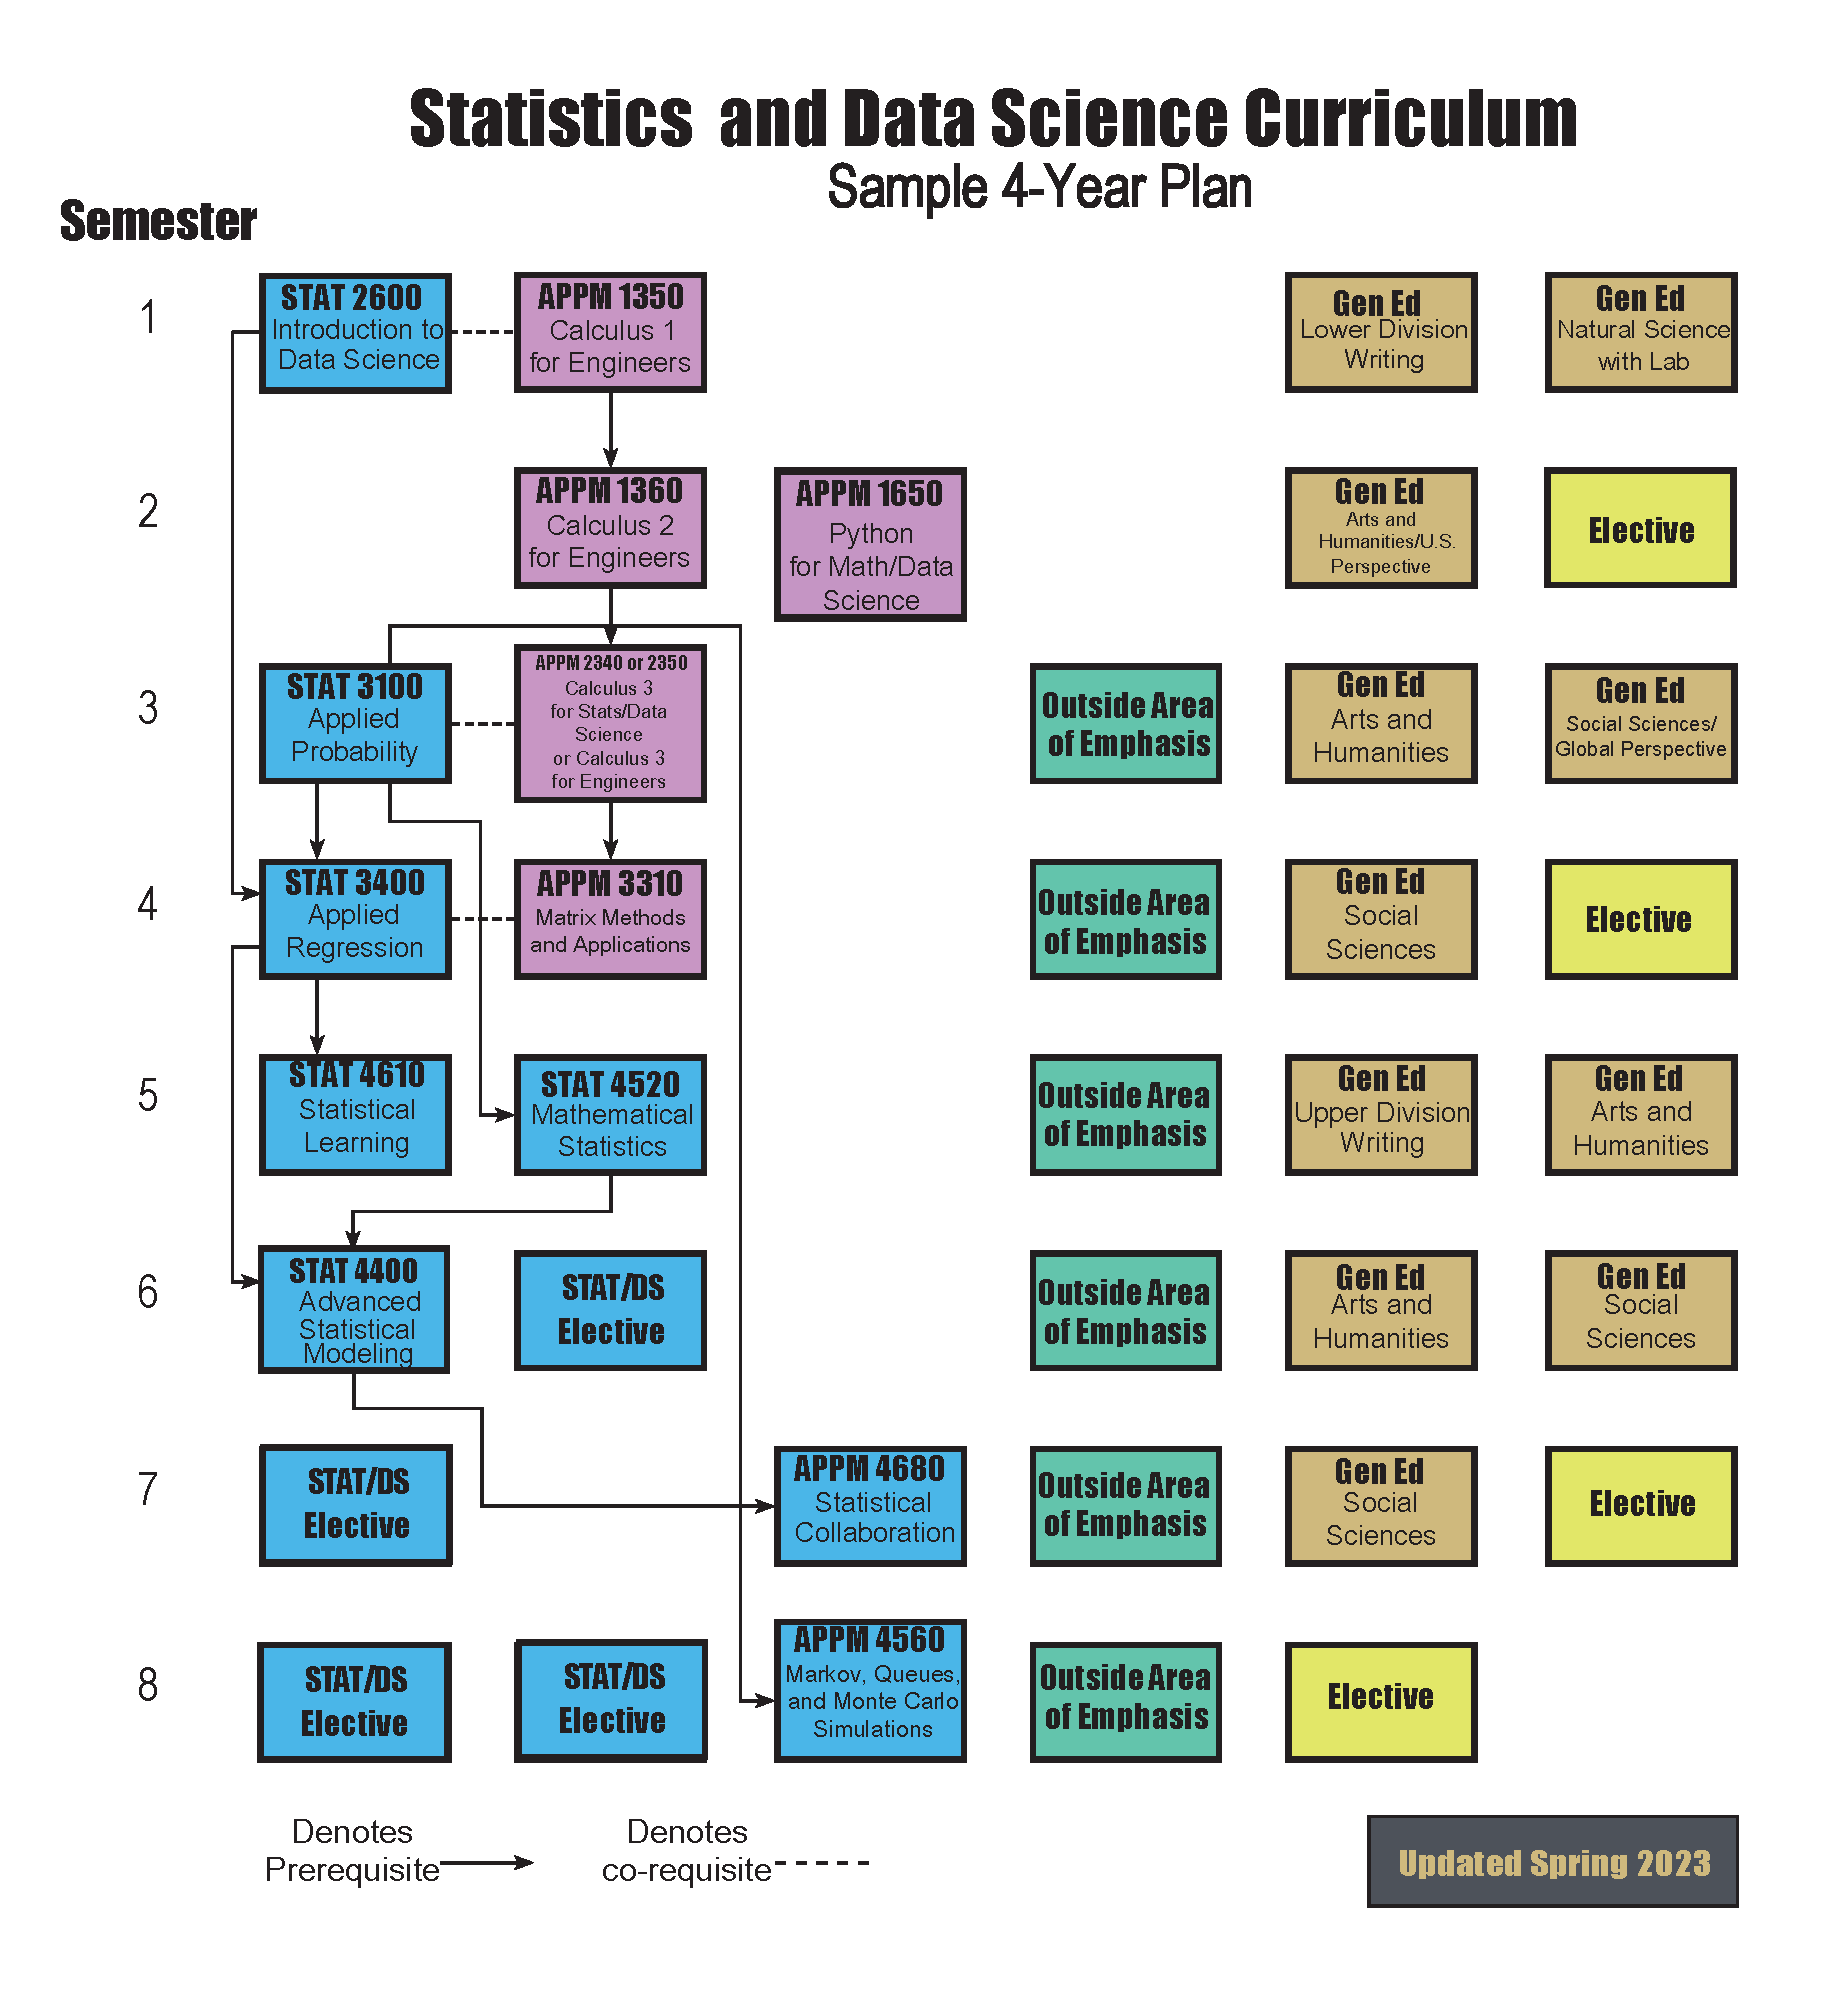 Statistics and Data Science Curriculum
Sample 4-Year Plan
Semester
1
STAT 2600
Introduction to
Data Science
APPM 1350
Calculus 1
for Engineers
Gen Ed
Lower Division
Writing
Gen Ed
Natural Science
with Lab
2
APPM 1360
Calculus 2
for Engineers
APPM 1650
Python
for Math/Data
Science
Gen Ed
Arts and
Humanities/U.S.
Perspective
Elective
3
STAT 3100
Applied
Probability
APPM 2340 or 2350
Calculus 3
for Stats/Data
Science
or Calculus 3
for Engineers
Outside Area
of Emphasis
Gen Ed
Arts and
Humanities
Gen Ed
Social Sciences/
Global Perspective
4
STAT 3400
Applied
Regression
APPM 3310
Matrix Methods
and Applications
Outside Area
of Emphasis
Gen Ed
Social
Sciences
Elective
5
STAT 4610
Statistical
Learning
STAT 4520
Mathematical
Statistics
Outside Area
of Emphasis
Gen Ed
Upper Division
Writing
Gen Ed
Arts and
Humanities
6
STAT 4400
Advanced
Statistical
Modeling
STAT/DS
Elective
Outside Area
of Emphasis
Gen Ed
Arts and
Humanities
Gen Ed
Social
Sciences
7
STAT/DS
Elective
APPM 4680
Statistical
Collaboration
Outside Area
of Emphasis
Gen Ed
Social
Sciences
Elective
8
STAT/DS
Elective
STAT/DS
Elective
APPM 4560
Markov, Queues,
and Monte Carlo
Simulations
Outside Area
of Emphasis
Elective
Denotes
Prerequisite
Denotes
co-requisite
Updated Spring 2023